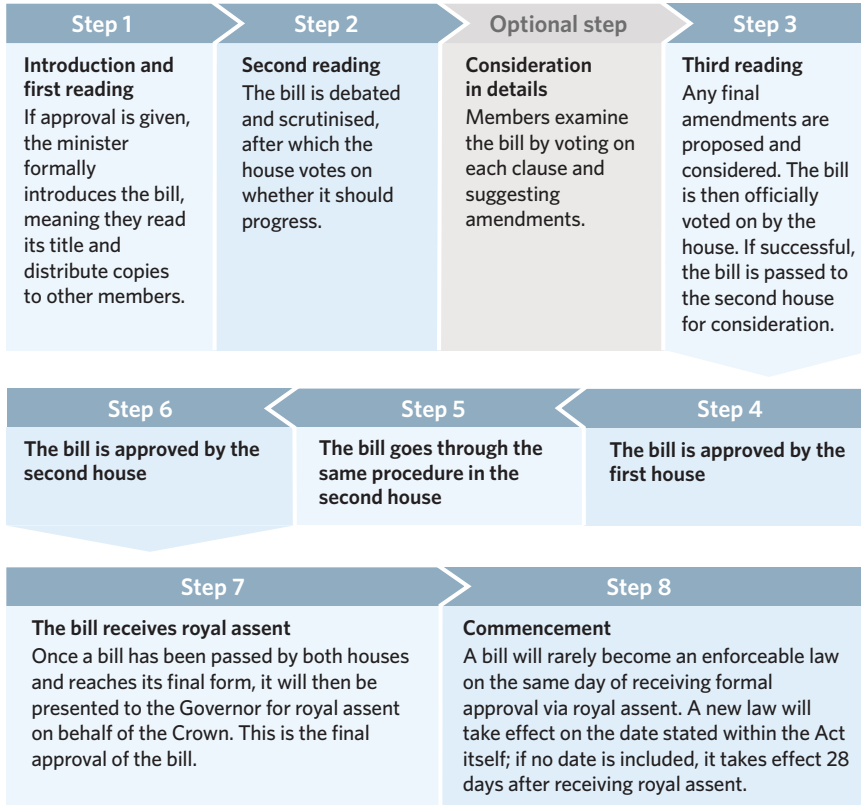 Step 1
Introduction and
first reading
If approval is given,
the minister
formally
introduces the bill,
meaning they read
its title and
distribute copies
to other members.
Step 2
Second reading
The bill is debated
and scrutinised,
after which the
house votes on
whether it should
progress.
Optional step
Consideration
in details
Members examine
the bill by voting on
each clause and
suggesting
amendments.
Step 3
Third reading
Any final
amendments are
proposed and
considered. The bill
is then officially
voted on by the
house. If successful,
the bill is passed to
the second house
for consideration.
Step 4
The bill is approved by the
first house
Step 5
The bill goes through the
same procedure in the
second house
Step 6
The bill is approved by the
second house
Step 7
The bill receives royal assent
Once a bill has been passed by both houses
and reaches its final form, it will then be
presented to the Governor for royal assent
on behalf of the Crown. This is the final
approval of the bill.
Step 8
Commencement
A bill will rarely become an enforceable law
on the same day of receiving formal
approval via royal assent. A new law will
take effect on the date stated within the Act
itself; if no date is included, it takes effect 28
days after receiving royal assent.